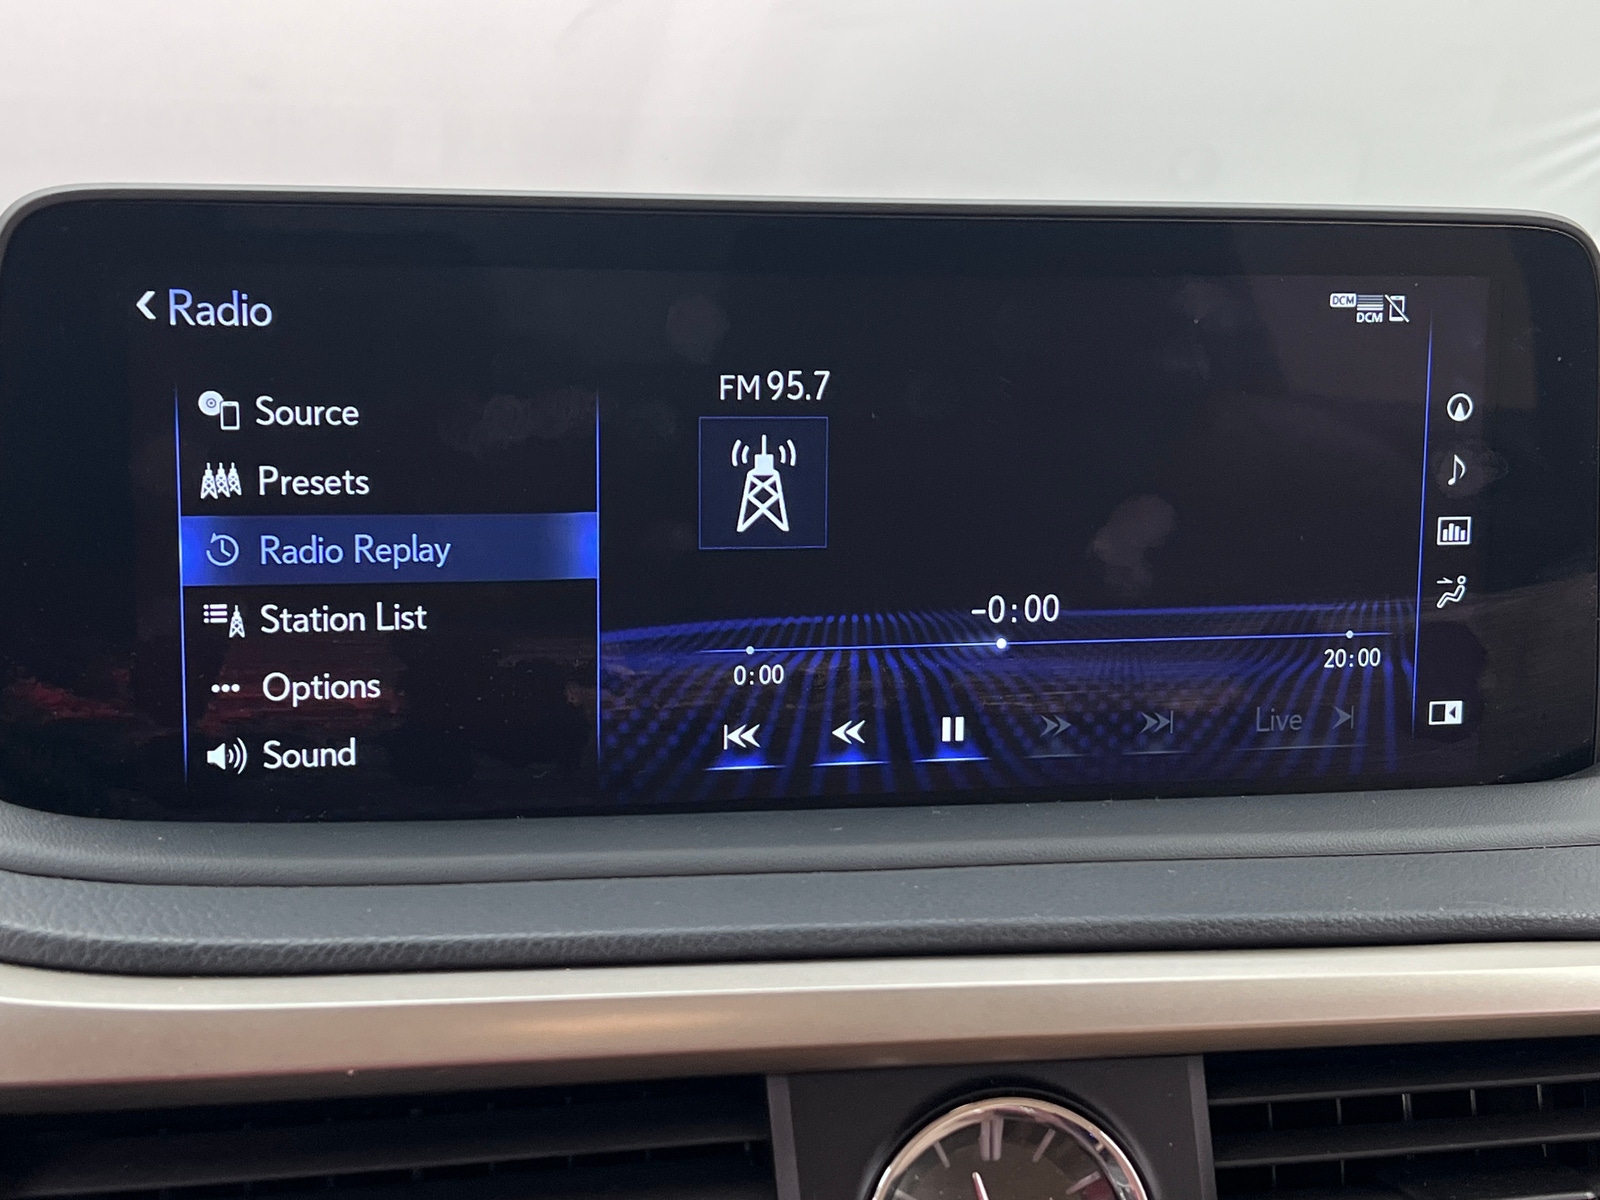 Radio
DCM
DCM
Source
Presets
Radio Replay
Station List
Options
Sound
FM 95.7
-0:00
0:00
20:00
Live